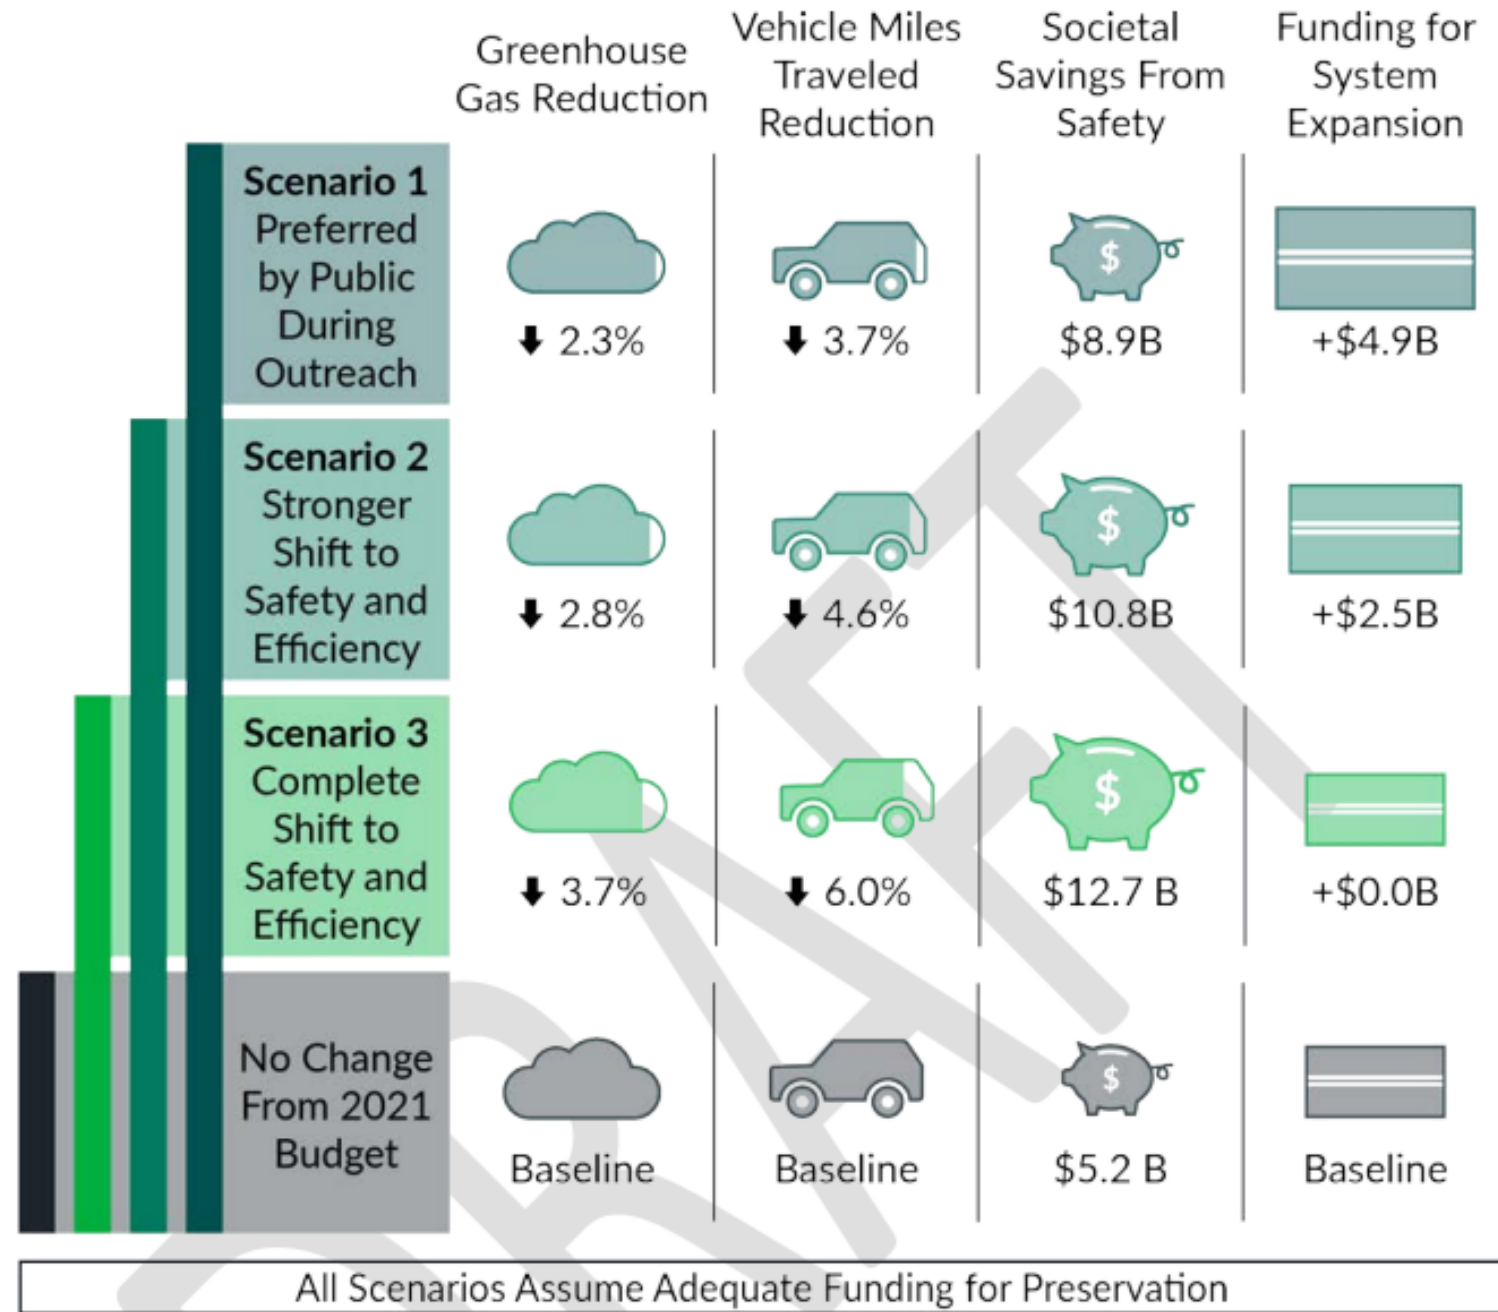 Greenhouse
Gas Reduction
Vehicle Miles
Traveled
Reduction
Societal
Savings From
Safety
Funding for
System
Expansion
Scenario 1
Preferred
by Public
During
Outreach
$
🡇 2.3%
🡇 3.7%
$8.9B
+$4.9B
Scenario 2
Stronger
Shift to
Safety and
Efficiency
$
🡇 2.8%
🡇 4.6%
$10.8B
+$2.5B
Scenario 3
Complete
Shift to
Safety and
Efficiency
$
🡇 3.7%
🡇 6.0%
$12.7 B
+$0.0B
No Change
From 2021
Budget
$
Baseline
Baseline
$5.2 B
Baseline
All Scenarios Assume Adequate Funding for Preservation
DRAFT